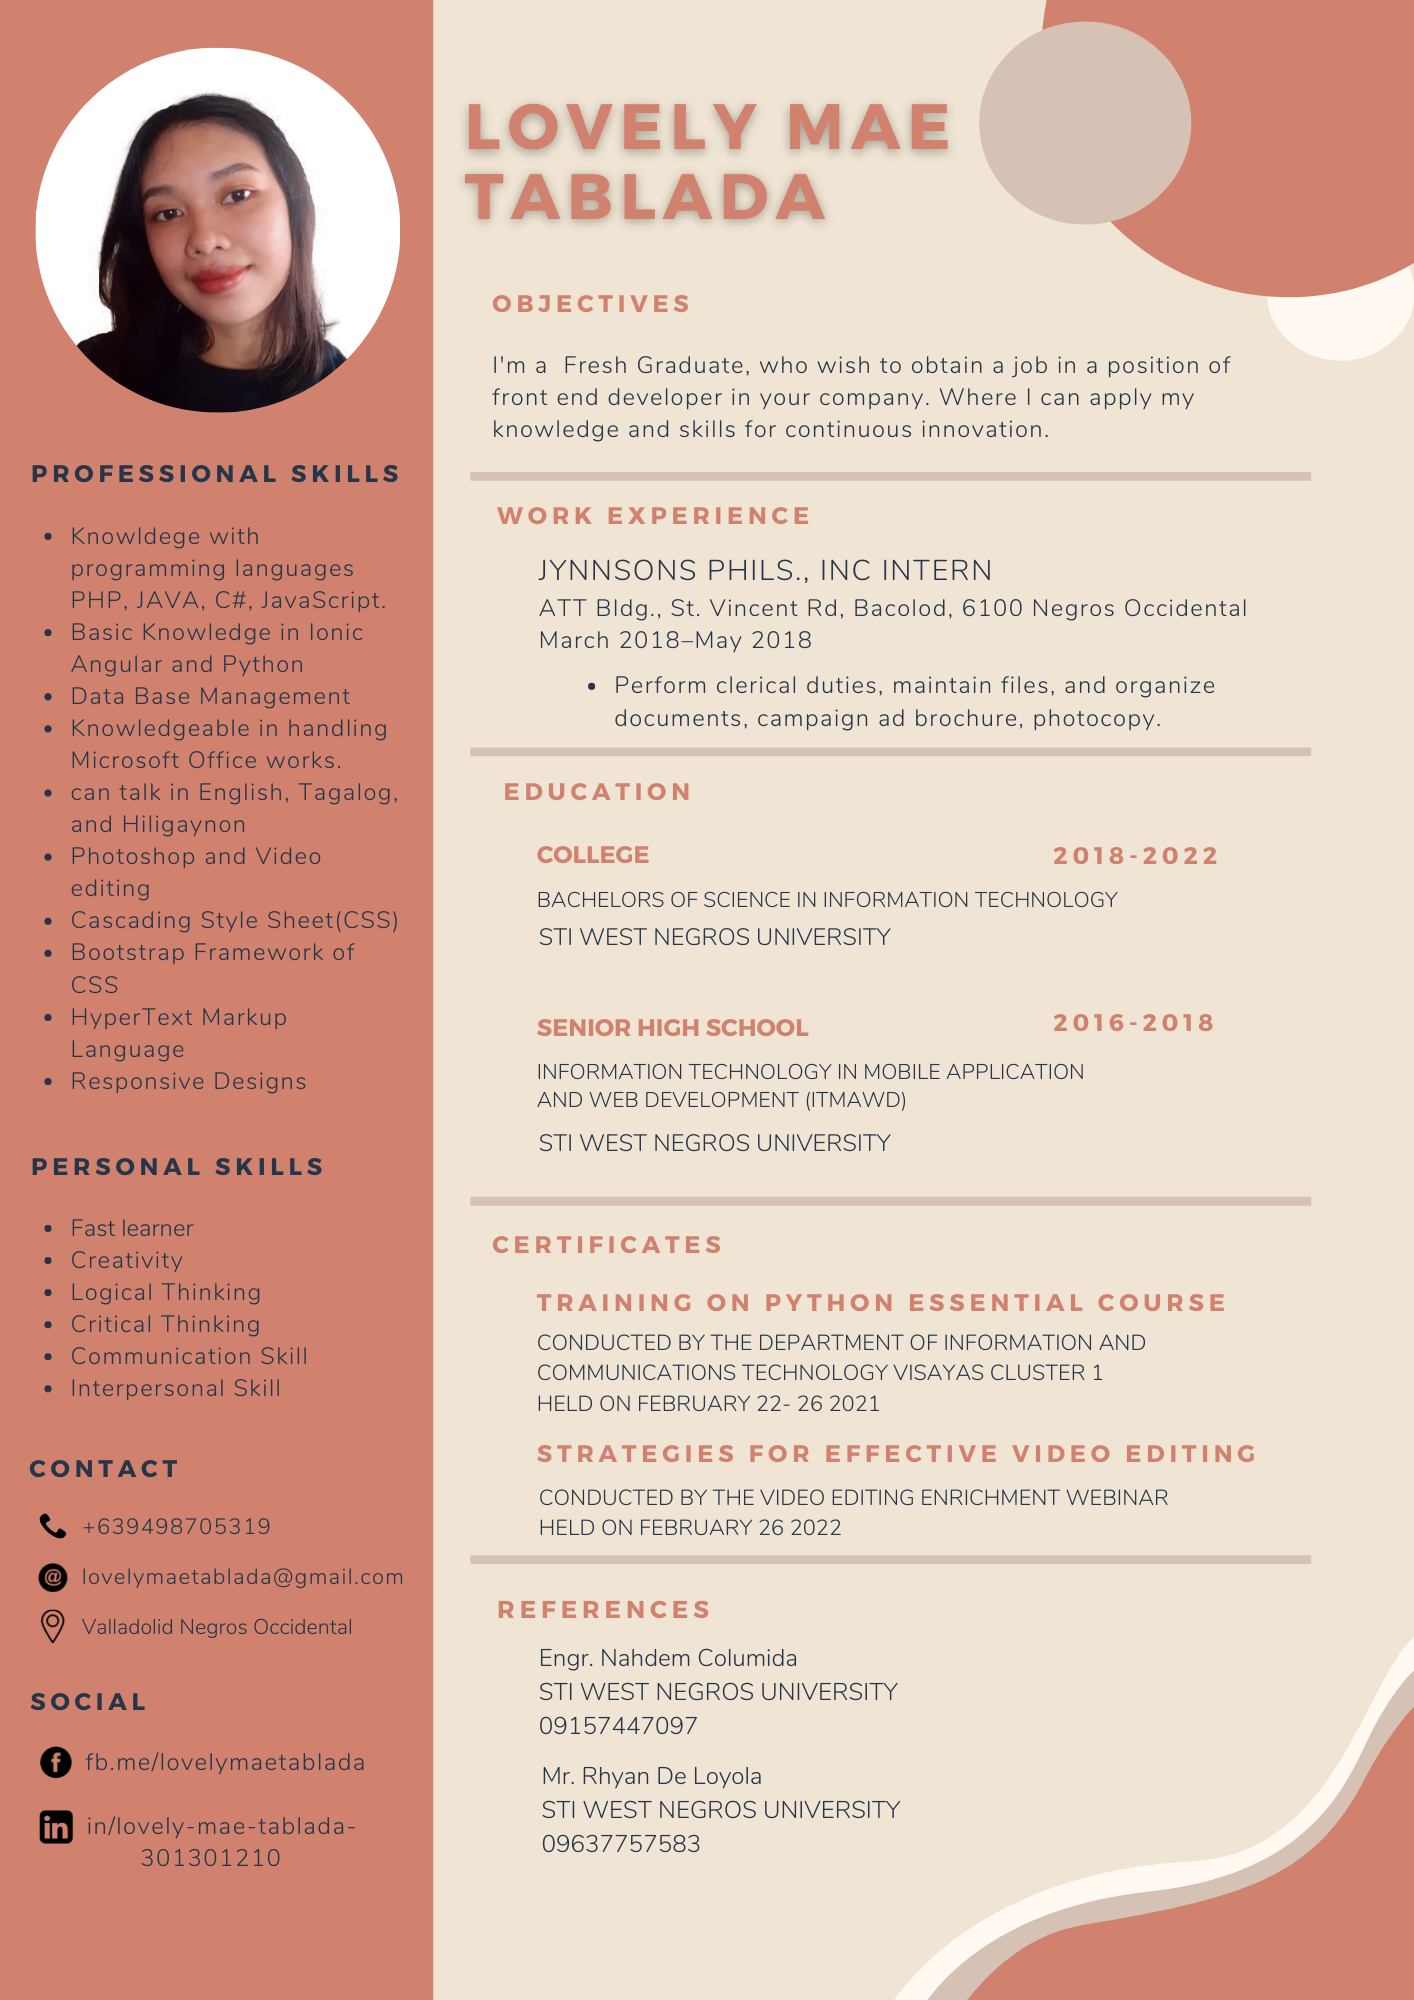 LOVELY MAE
TABLADA
PROFESSIONAL SKILLS
• Knowldege with
programming languages
PHP, JAVA, C#, JavaScript.
• Basic Knowledge in Ionic
Angular and Python
• Data Base Management
• Knowledgeable in handling
Microsoft Office works.
• can talk in English, Tagalog,
and Hiligaynon
• Photoshop and Video
editing
• Cascading Style Sheet(CSS)
• Bootstrap Framework of
CSS
• HyperText Markup
Language
• Responsive Designs
PERSONAL SKILLS
• Fast learner
• Creativity
• Logical Thinking
• Critical Thinking
• Communication Skill
• Interpersonal Skill
CONTACT
+639498705319
lovelymaetablada@gmail.com
Valladolid Negros Occidental
SOCIAL
fb.me/lovelymaetablada
in/lovely-mae-tablada-
301301210
OBJECTIVES
I'm a  Fresh Graduate, who wish to obtain a job in a position of
front end developer in your company. Where I can apply my
knowledge and skills for continuous innovation.
WORK EXPERIENCE
JYNNSONS PHILS., INC INTERN
ATT Bldg., St. Vincent Rd, Bacolod, 6100 Negros Occidental
March 2018–May 2018
• Perform clerical duties, maintain files, and organize
documents, campaign ad brochure, photocopy.
EDUCATION
COLLEGE 2018-2022
BACHELORS OF SCIENCE IN INFORMATION TECHNOLOGY
STI WEST NEGROS UNIVERSITY
SENIOR HIGH SCHOOL 2016-2018
INFORMATION TECHNOLOGY IN MOBILE APPLICATION
AND WEB DEVELOPMENT (ITMAWD)
STI WEST NEGROS UNIVERSITY
CERTIFICATES
TRAINING ON PYTHON ESSENTIAL COURSE
CONDUCTED BY THE DEPARTMENT OF INFORMATION AND
COMMUNICATIONS TECHNOLOGY VISAYAS CLUSTER 1
HELD ON FEBRUARY 22- 26 2021
STRATEGIES FOR EFFECTIVE VIDEO EDITING
CONDUCTED BY THE VIDEO EDITING ENRICHMENT WEBINAR
HELD ON FEBRUARY 26 2022
REFERENCES
Engr. Nahdem Columida
STI WEST NEGROS UNIVERSITY
09157447097
Mr. Rhyan De Loyola
STI WEST NEGROS UNIVERSITY
09637757583